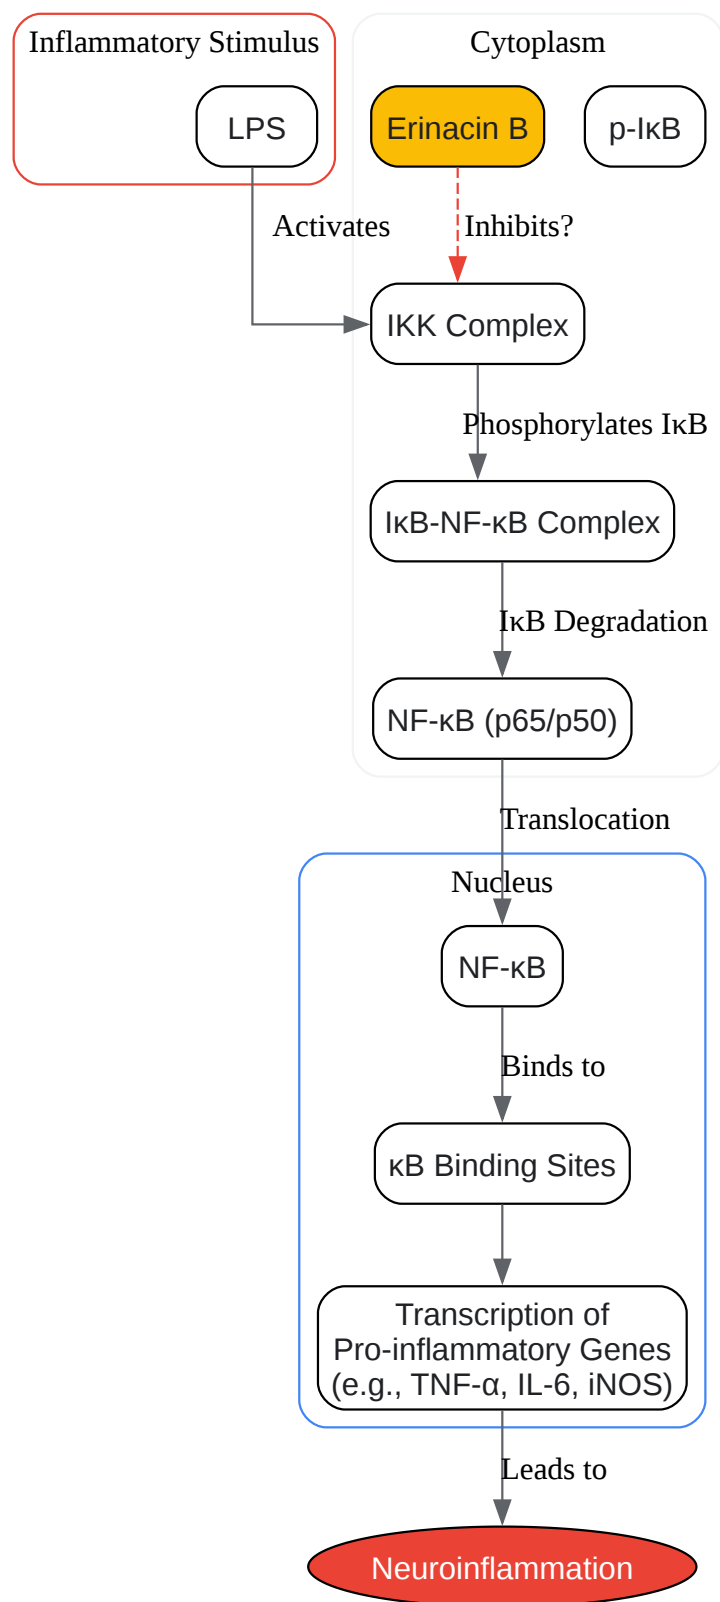 Inflammatory Stimulus
Cytoplasm
LPS
Erinacin B
p-IκB
Activates
Inhibits?
IKK Complex
Phosphorylates IκB
IκB-NF-κB Complex
IκB Degradation
NF-κB (p65/p50)
Translocation
Nucleus
NF-κB
Binds to
κB Binding Sites
Transcription of
Pro-inflammatory Genes
(e.g., TNF-α, IL-6, iNOS)
Leads to
Neuroinflammation